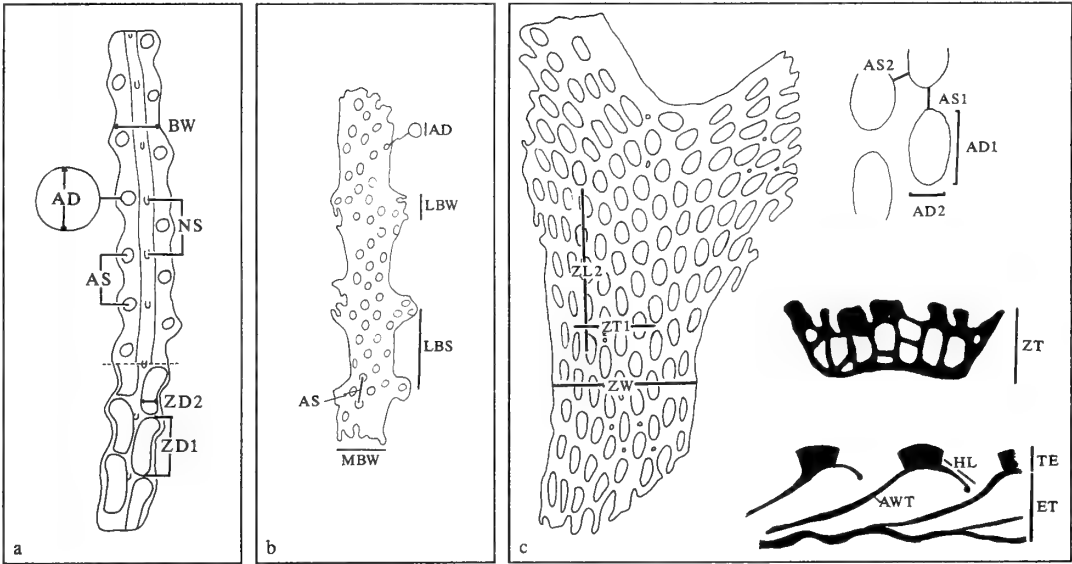 BW
AD
NS
AS
ZD2
ZD1
a
AD
LBW
LBS
AS
MBW
b
ZL2
ZT1
ZW
c
AS2
AS1
AD1
AD2
ZT
HL
TE
AWT
ET